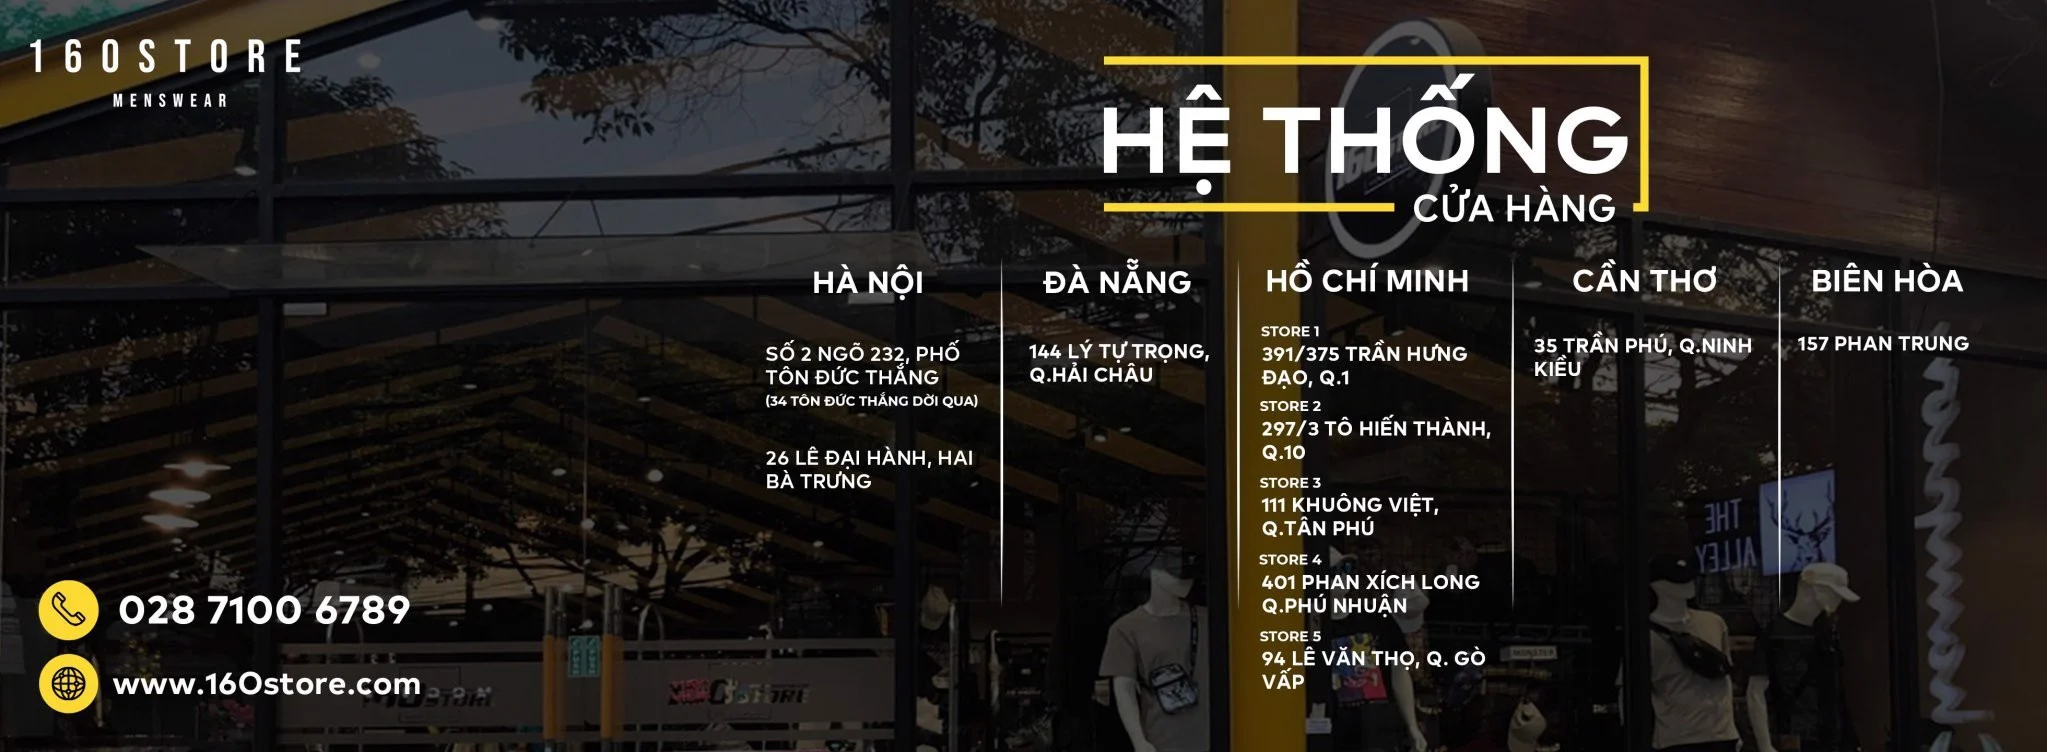 160STORE
MENSWEAR
HỆ THỐNG
CỬA HÀNG
HÀ NỘI
SỐ 2 NGÕ 232, PHỐ
TÔN ĐỨC THẮNG
(34 TÔN ĐỨC THẮNG DỜI QUA)
26 LÊ ĐẠI HÀNH, HAI
BÀ TRƯNG
ĐÀ NẴNG
144 LÝ TỰ TRỌNG,
Q.HẢI CHÂU
HỒ CHÍ MINH
STORE 1
391/375 TRẦN HƯNG
ĐẠO, Q.1
STORE 2
297/3 TÔ HIẾN THÀNH,
Q.10
STORE 3
111 KHUÔNG VIỆT,
Q.TÂN PHÚ
STORE 4
401 PHAN XÍCH LONG
Q.PHÚ NHUẬN
STORE 5
94 LÊ VĂN THỌ, Q. GÒ
VẤP
CẦN THƠ
35 TRẦN PHÚ, Q.NINH
KIỀU
BIÊN HÒA
157 PHAN TRUNG
THE
ALLEY
028 7100 6789
www.160store.com